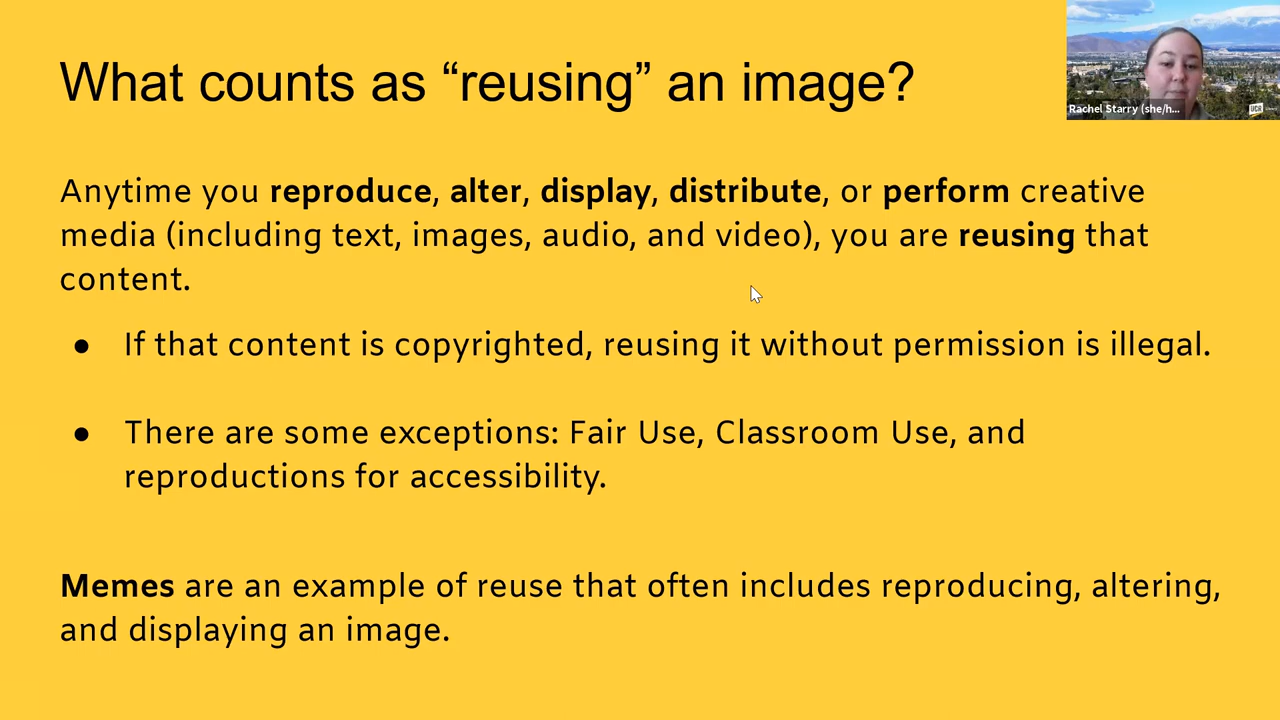 What counts as “reusing” an image?
Rachel Starry (she/h...
UCR
Anytime you reproduce, alter, display, distribute, or perform creative
media (including text, images, audio, and video), you are reusing that
content.
● If that content is copyrighted, reusing it without permission is illegal.
● There are some exceptions: Fair Use, Classroom Use, and
reproductions for accessibility.
Memes are an example of reuse that often includes reproducing, altering,
and displaying an image.